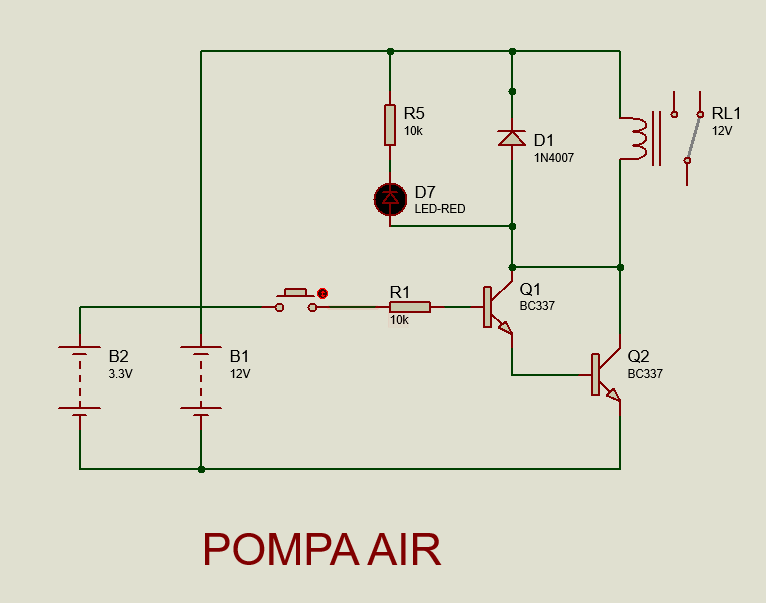 R5
10k
D1
1N4007
RL1
12V
D7
LED-RED
R1
10k
Q1
BC337
B2
3.3V
B1
12V
Q2
BC337
POMPA AIR